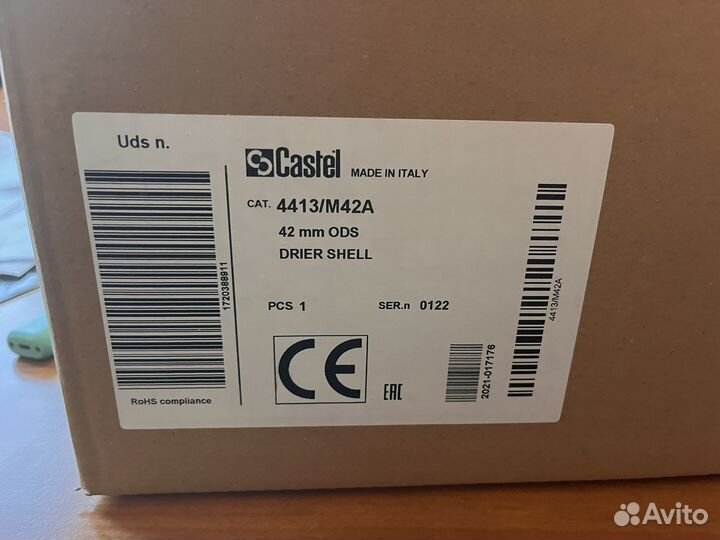 Uds n.
Castel MADE IN ITALY
CAT. 4413/M42A
42 mm ODS
DRIER SHELL
PCS 1 SER.n 0122
1720388911
RoHS compliance
CE
EAC
2021-017176
4413/M42A
Avito